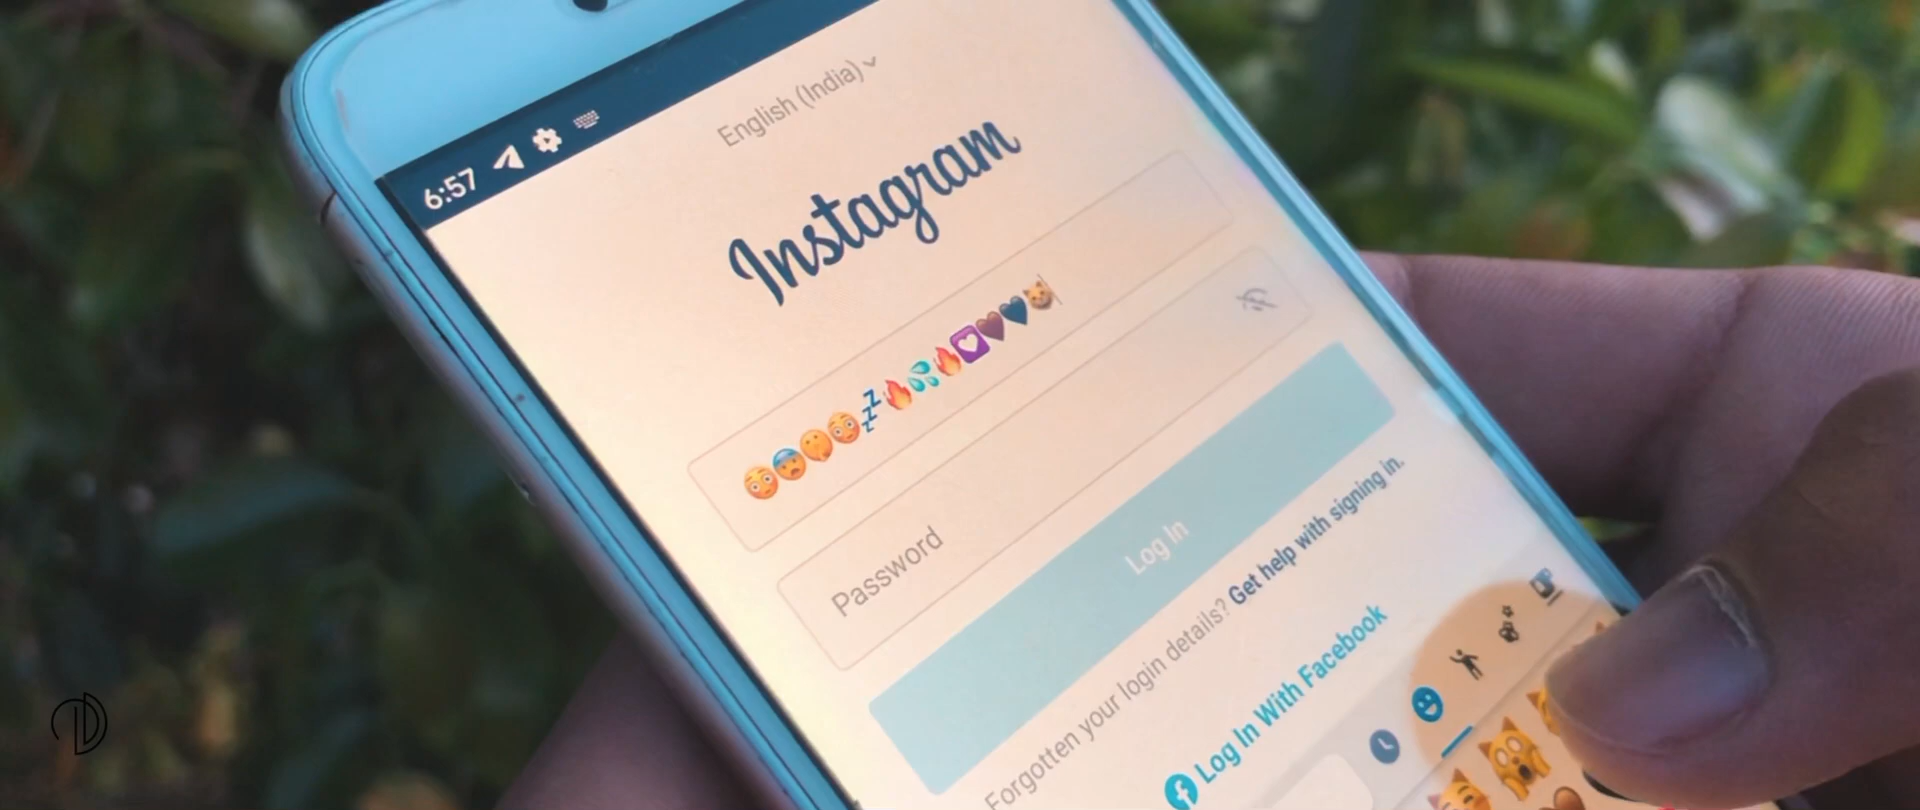 6:57
English (India)
Instagram
😳😨🤫😳💤🔥💦🔥💟🤎🖤😺
Password
Log In
Forgotten your login details? Get help with signing in.
Log In With Facebook